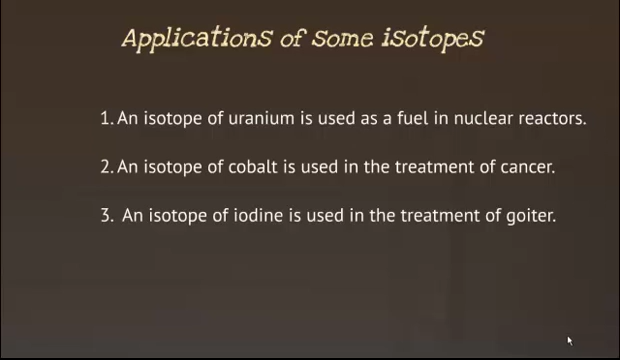 Applications of some isotopes
1. An isotope of uranium is used as a fuel in nuclear reactors.
2. An isotope of cobalt is used in the treatment of cancer.
3. An isotope of iodine is used in the treatment of goiter.